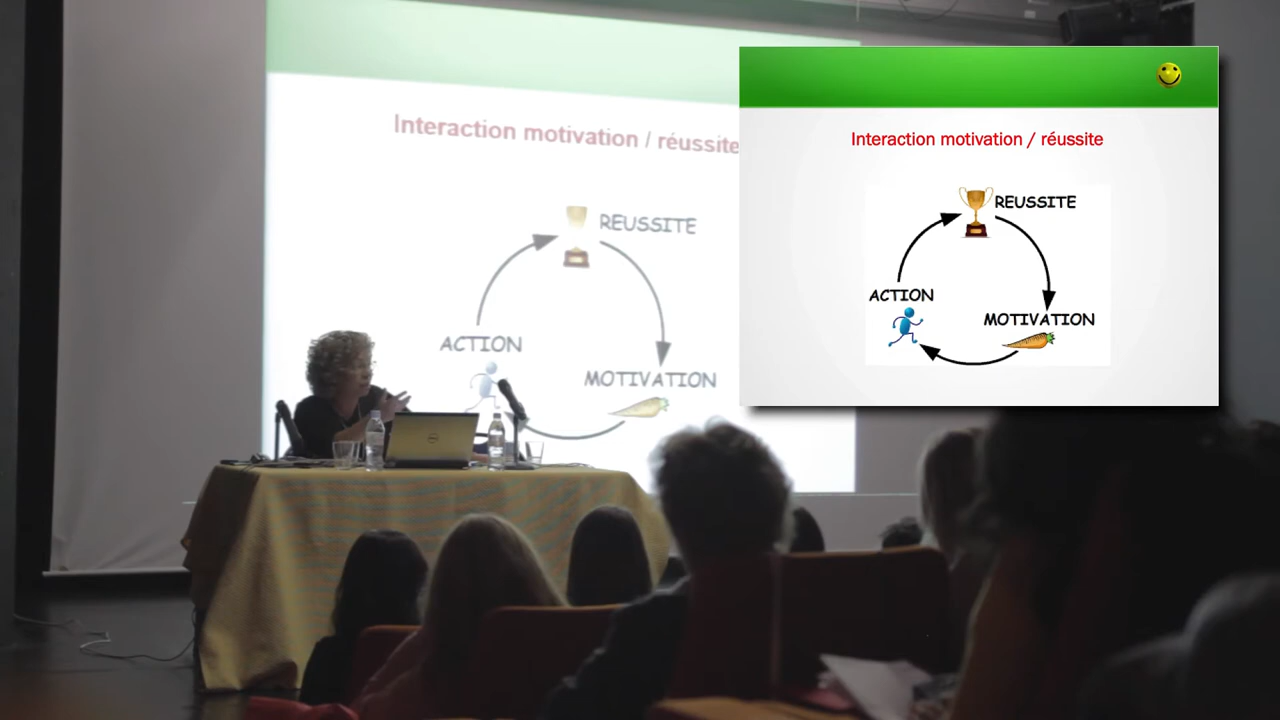 Interaction motivation / réussite
REUSSITE
ACTION
MOTIVATION
Interaction motivation / réussite
REUSSITE
ACTION
MOTIVATION